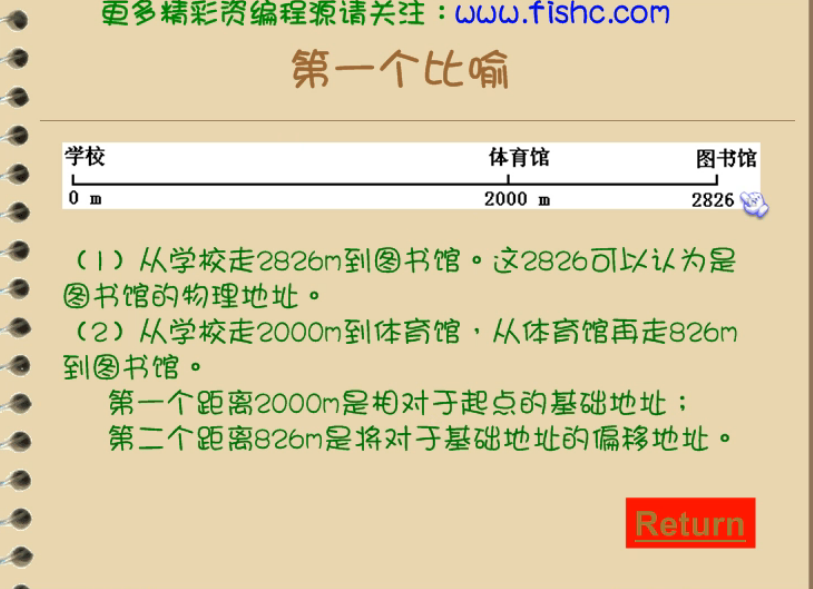 更多精彩资编程源请关注：www.fishc.com
第一个比喻
学校 体育馆 图书馆
0 m 2000 m 2826
（1）从学校走2826m到图书馆。这2826可以认为是
图书馆的物理地址。
（2）从学校走2000m到体育馆，从体育馆再走826m
到图书馆。
第一个距离2000m是相对于起点的基础地址；
第二个距离826m是将对于基础地址的偏移地址。
Return